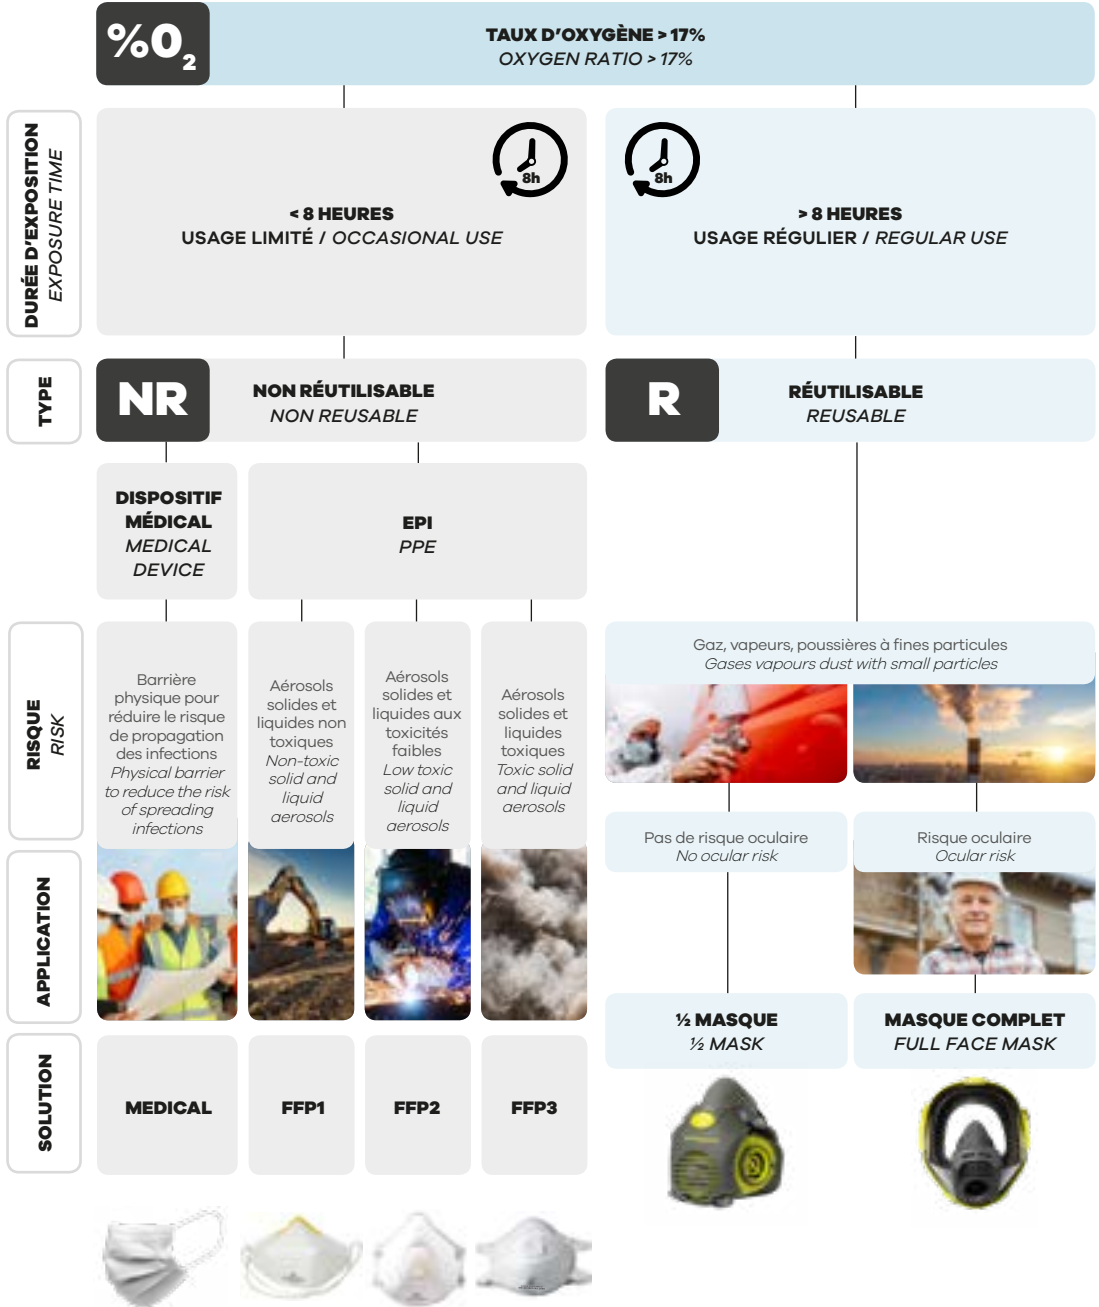 %O2
TAUX D'OXYGÈNE > 17%
OXYGEN RATIO > 17%
DURÉE D'EXPOSITION
EXPOSURE TIME
8h
< 8 HEURES
USAGE LIMITÉ / OCCASIONAL USE
8h
> 8 HEURES
USAGE RÉGULIER / REGULAR USE
TYPE
NR
NON RÉUTILISABLE
NON REUSABLE
R
RÉUTILISABLE
REUSABLE
DISPOSITIF
MÉDICAL
MEDICAL
DEVICE
EPI
PPE
RISQUE
RISK
Barrière
physique pour
réduire le risque
de propagation
des infections
Physical barrier
to reduce the risk
of spreading
infections
Aérosols
solides et
liquides non
toxiques
Non-toxic
solid and
liquid
aerosols
Aérosols
solides et
liquides aux
toxicités
faibles
Low toxic
solid and
liquid
aerosols
Aérosols
solides et
liquides
toxiques
Toxic solid
and liquid
aerosols
Gaz, vapeurs, poussières à fines particules
Gases vapours dust with small particles
Pas de risque oculaire
No ocular risk
Risque oculaire
Ocular risk
APPLICATION
½ MASQUE
½ MASK
MASQUE COMPLET
FULL FACE MASK
SOLUTION
MEDICAL
FFP1
FFP2
FFP3